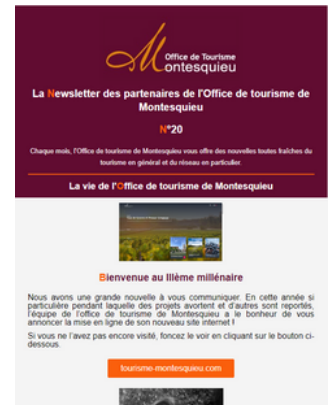 Office de Tourisme
Montesquieu
La Newsletter des partenaires de l'Office de tourisme de
Montesquieu
N°20
Chaque mois, l'Office de tourisme de Montesquieu vous offre des nouvelles toutes fraîches du
tourisme en général et du réseau en particulier.
La vie de l'Office de tourisme de Montesquieu
Bienvenue au IIIème millénaire
Nous avons une grande nouvelle à vous communiquer. En cette année si
particulière pendant laquelle des projets avortent et d'autres sont reportés,
l'équipe de l'office de tourisme de Montesquieu a le bonheur de vous
annoncer la mise en ligne de son nouveau site internet !
Si vous ne l'avez pas encore visité, foncez le voir en cliquant sur le bouton ci-
dessous.
tourisme-montesquieu.com